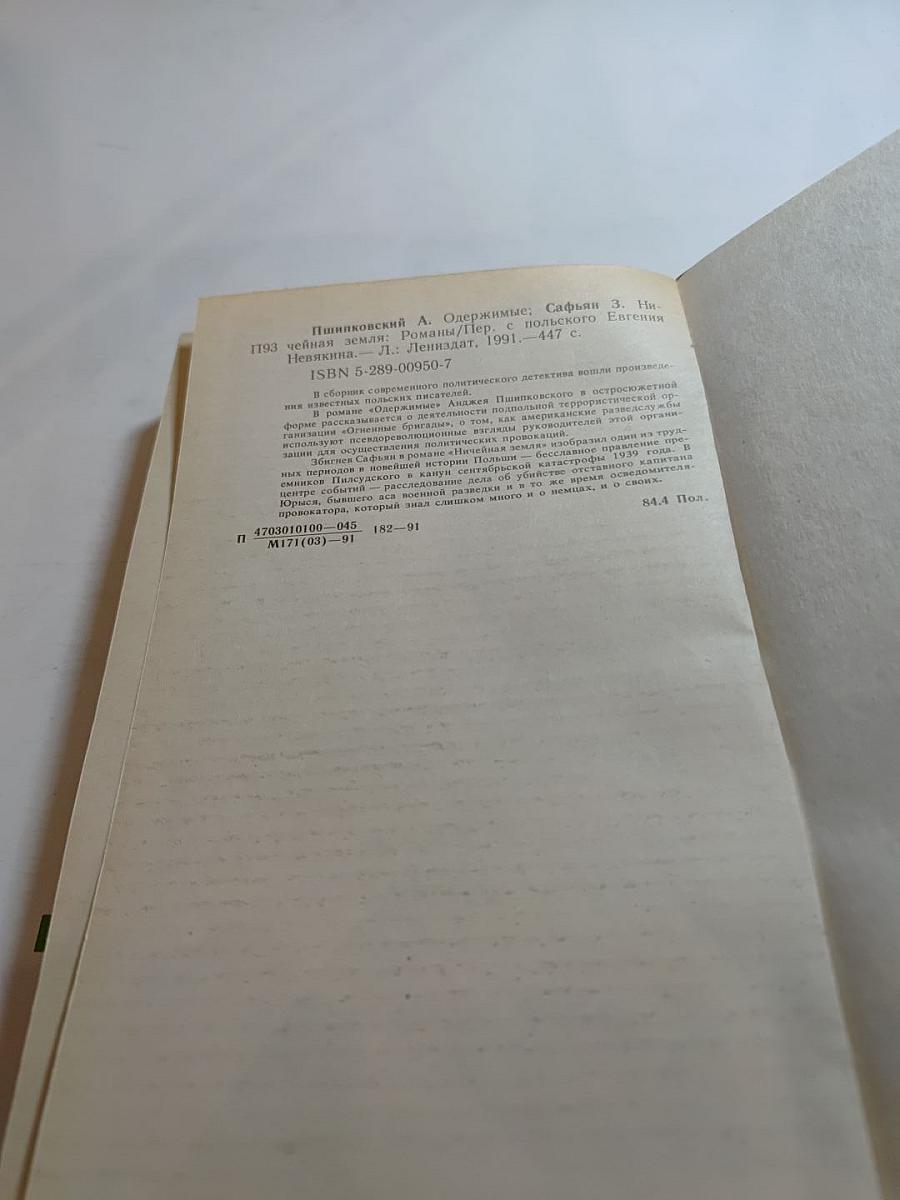 Пшипковский А. Одержимые; Сафьян З. Ни-
П93 чейная земля: Романы/Пер. с польского Евгения
Невякина.— Л.: Лениздат, 1991.—447 с.
ISBN 5-289-00950-7
В сборник современного политического детектива вошли произведе-
ния известных польских писателей.
В романе «Одержимые» Анджея Пшипковского в остросюжетной
форме рассказывается о деятельности подпольной террористической ор-
ганизации «Огненные бригады», о том, как американские разведслужбы
используют псевдореволюционные взгляды руководителей этой органи-
зации для осуществления политических провокаций.
Збигнев Сафьян в романе «Ничейная земля» изобразил один из труд-
ных периодов в новейшей истории Польши — бесславное правление пре-
емников Пилсудского в канун сентябрьской катастрофы 1939 года. В
центре событий — расследование дела об убийстве отставного капитана
Юрыся, бывшего аса военной разведки и в то же время осведомителя-
провокатора, который знал слишком много и о немцах, и о своих.
84.4 Пол.
П 4703010100—045 182—91
М171(03)—91